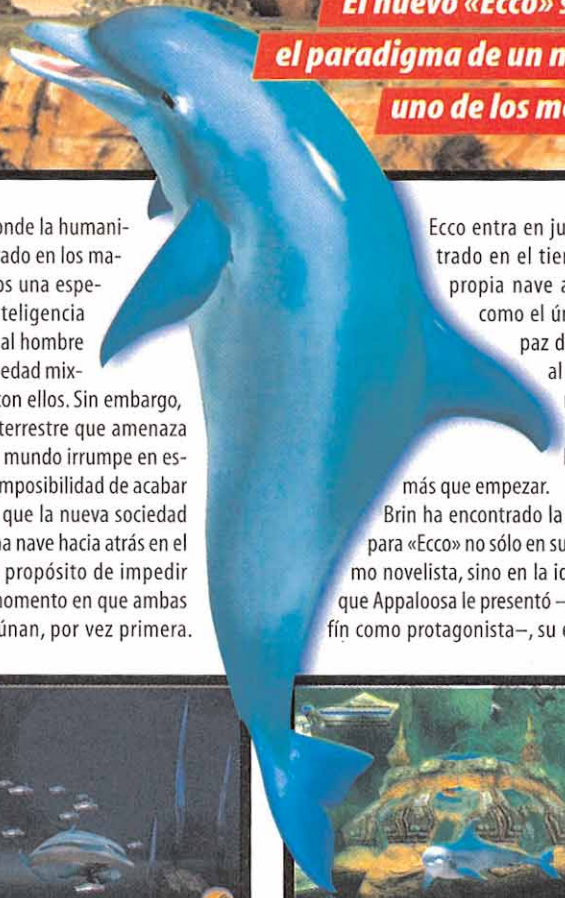 El nuevo «Ecco» s
el paradigma de un n
uno de los m
onde la humani-
ado en los ma-
os una espe-
teligencia
al hombre
edad mix-
con ellos. Sin embargo,
terrestre que amenaza
mundo irrumpe en es-
mposibilidad de acabar
que la nueva sociedad
na nave hacia atrás en el
propósito de impedir
momento en que ambas
únan, por vez primera.
Ecco entra en ju
trado en el tier
propia nave a
como el ún
paz d
al
más que empezar.
Brin ha encontrado la
para «Ecco» no sólo en su
mo novelista, sino en la id
que Appaloosa le presentó –
fín como protagonista–, su e